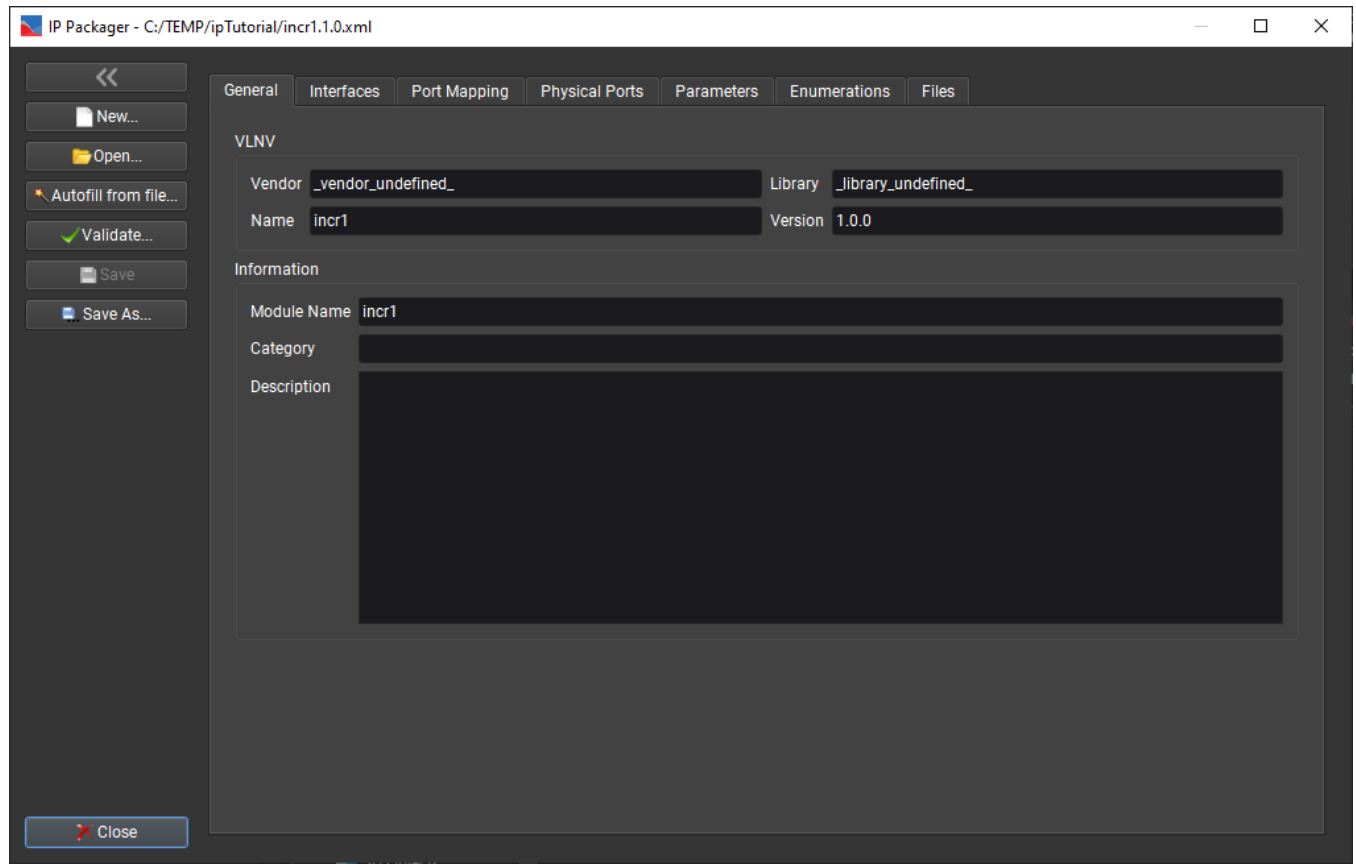 IP Packager - C:/TEMP/ipTutorial/incr1.1.0.xml
New...
Open...
Autofill from file...
Validate...
Save
Save As...
Close
General Interfaces Port Mapping Physical Ports Parameters Enumerations Files
VLNV
Vendor _vendor_undefined_ Library _library_undefined_
Name incr1 Version 1.0.0
Information
Module Name incr1
Category
Description